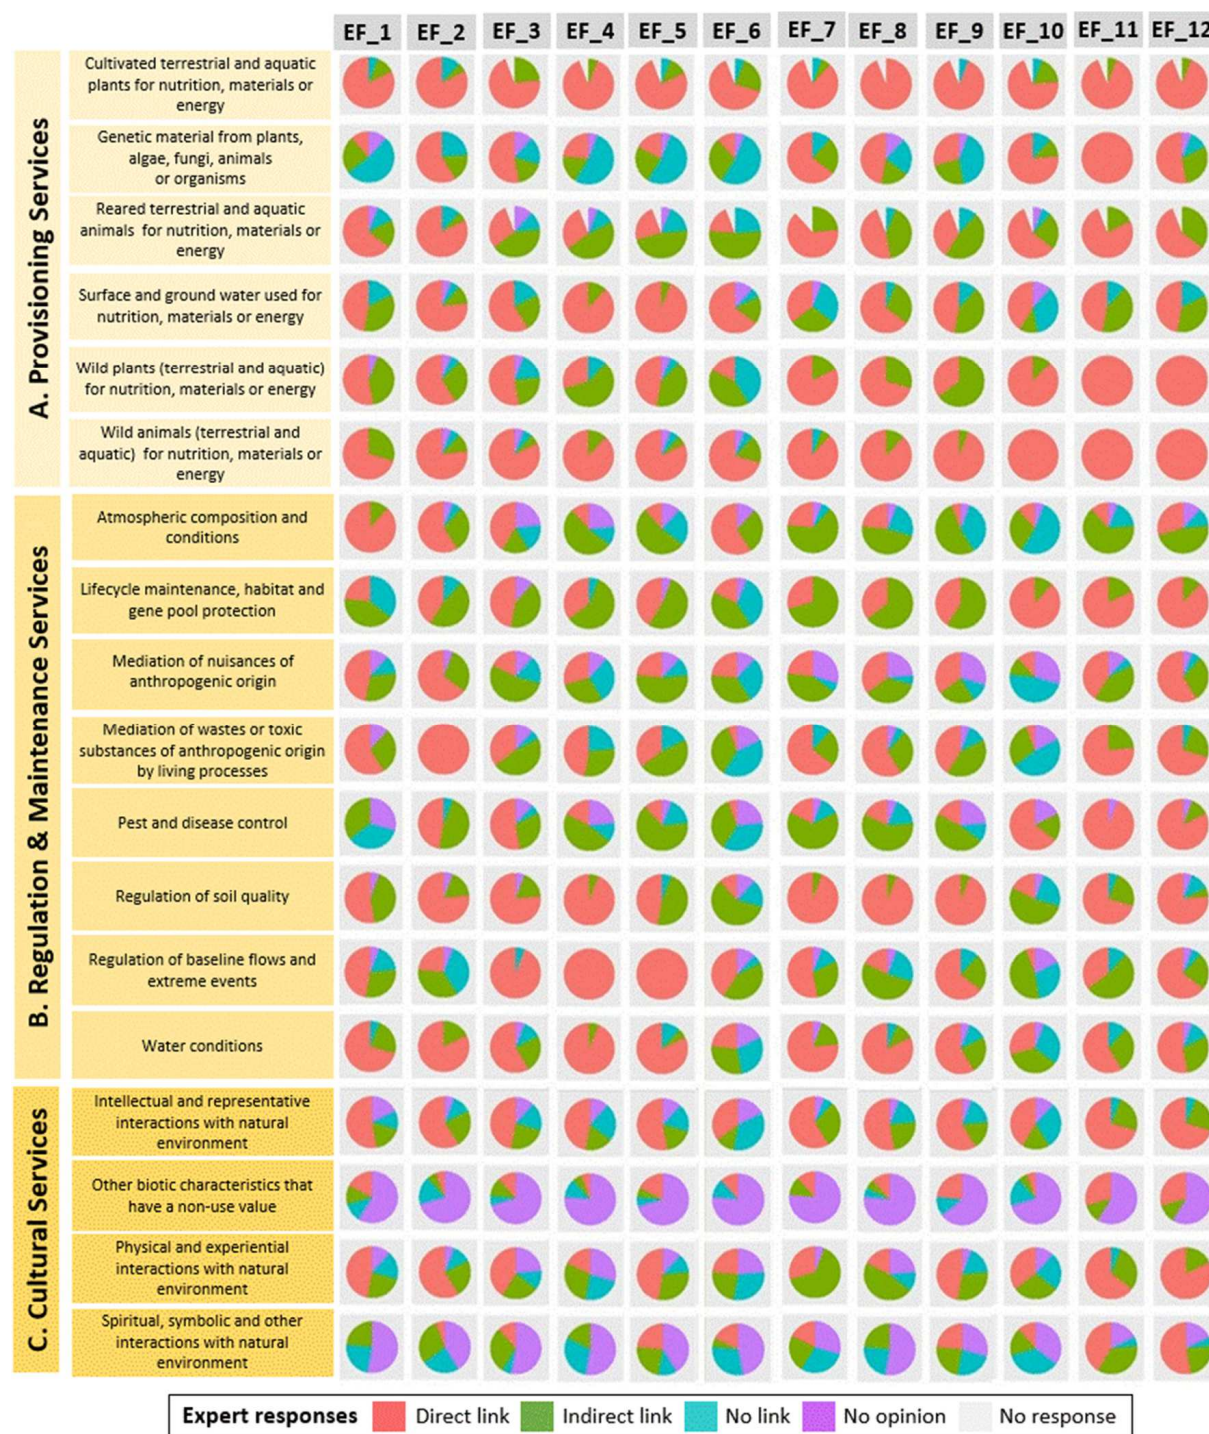 EF_1 EF_2 EF_3 EF_4 EF_5 EF_6 EF_7 EF_8 EF_9 EF_10 EF_11 EF_12
A. Provisioning Services
Cultivated terrestrial and aquatic
plants for nutrition, materials or
energy
Genetic material from plants,
algae, fungi, animals
or organisms
Reared terrestrial and aquatic
animals for nutrition, materials or
energy
Surface and ground water used for
nutrition, materials or energy
Wild plants (terrestrial and aquatic)
for nutrition, materials or energy
Wild animals (terrestrial and
aquatic) for nutrition, materials or
energy
B. Regulation & Maintenance Services
Atmospheric composition and
conditions
Lifecycle maintenance, habitat and
gene pool protection
Mediation of nuisances of
anthropogenic origin
Mediation of wastes or toxic
substances of anthropogenic origin
by living processes
Pest and disease control
Regulation of soil quality
Regulation of baseline flows and
extreme events
Water conditions
C. Cultural Services
Intellectual and representative
interactions with natural
environment
Other biotic characteristics that
have a non-use value
Physical and experiential
interactions with natural
environment
Spiritual, symbolic and other
interactions with natural
environment
Expert responses Direct link Indirect link No link No opinion No response